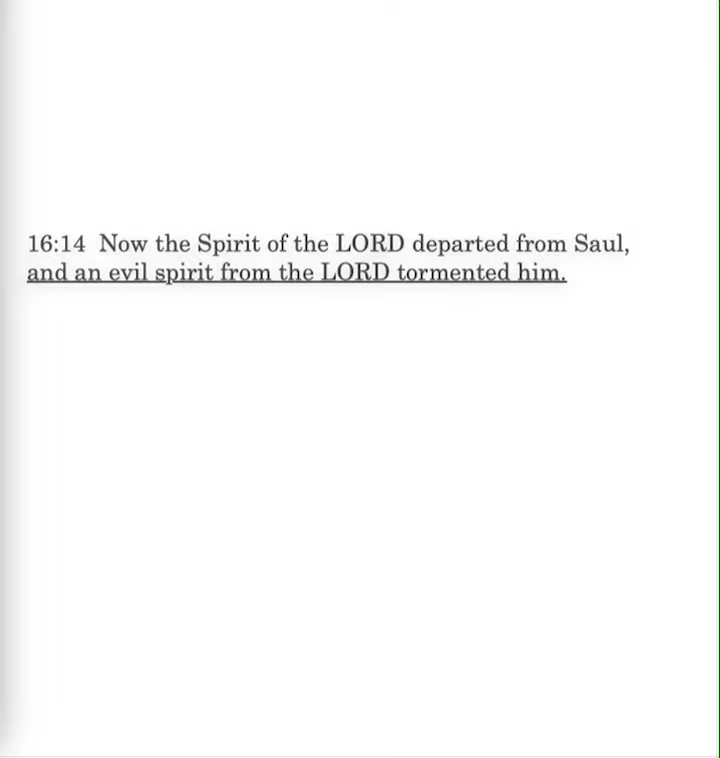 16:14 Now the Spirit of the LORD departed from Saul,
and an evil spirit from the LORD tormented him.